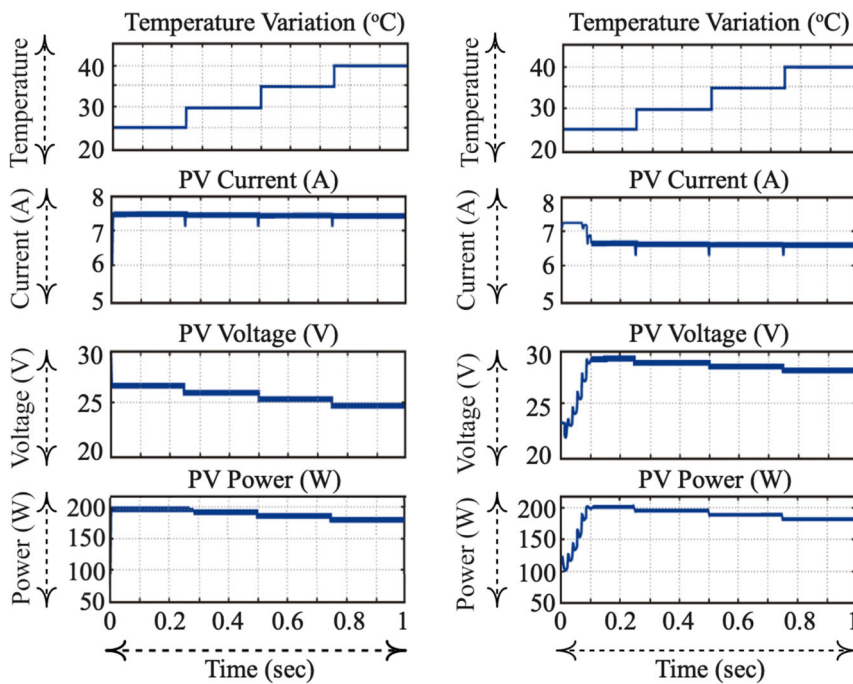 Temperature Variation (°C)
Temperature
40
30
20
PV Current (A)
Current (A)
8
7
6
5
PV Voltage (V)
Voltage (V)
30
25
20
PV Power (W)
Power (W)
200
150
100
50
0 0.2 0.4 0.6 0.8 1
Time (sec)
Temperature Variation (°C)
Temperature
40
30
20
PV Current (A)
Current (A)
8
7
6
5
PV Voltage (V)
Voltage (V)
30
25
20
PV Power (W)
Power (W)
200
150
100
50
0 0.2 0.4 0.6 0.8 1
Time (sec)